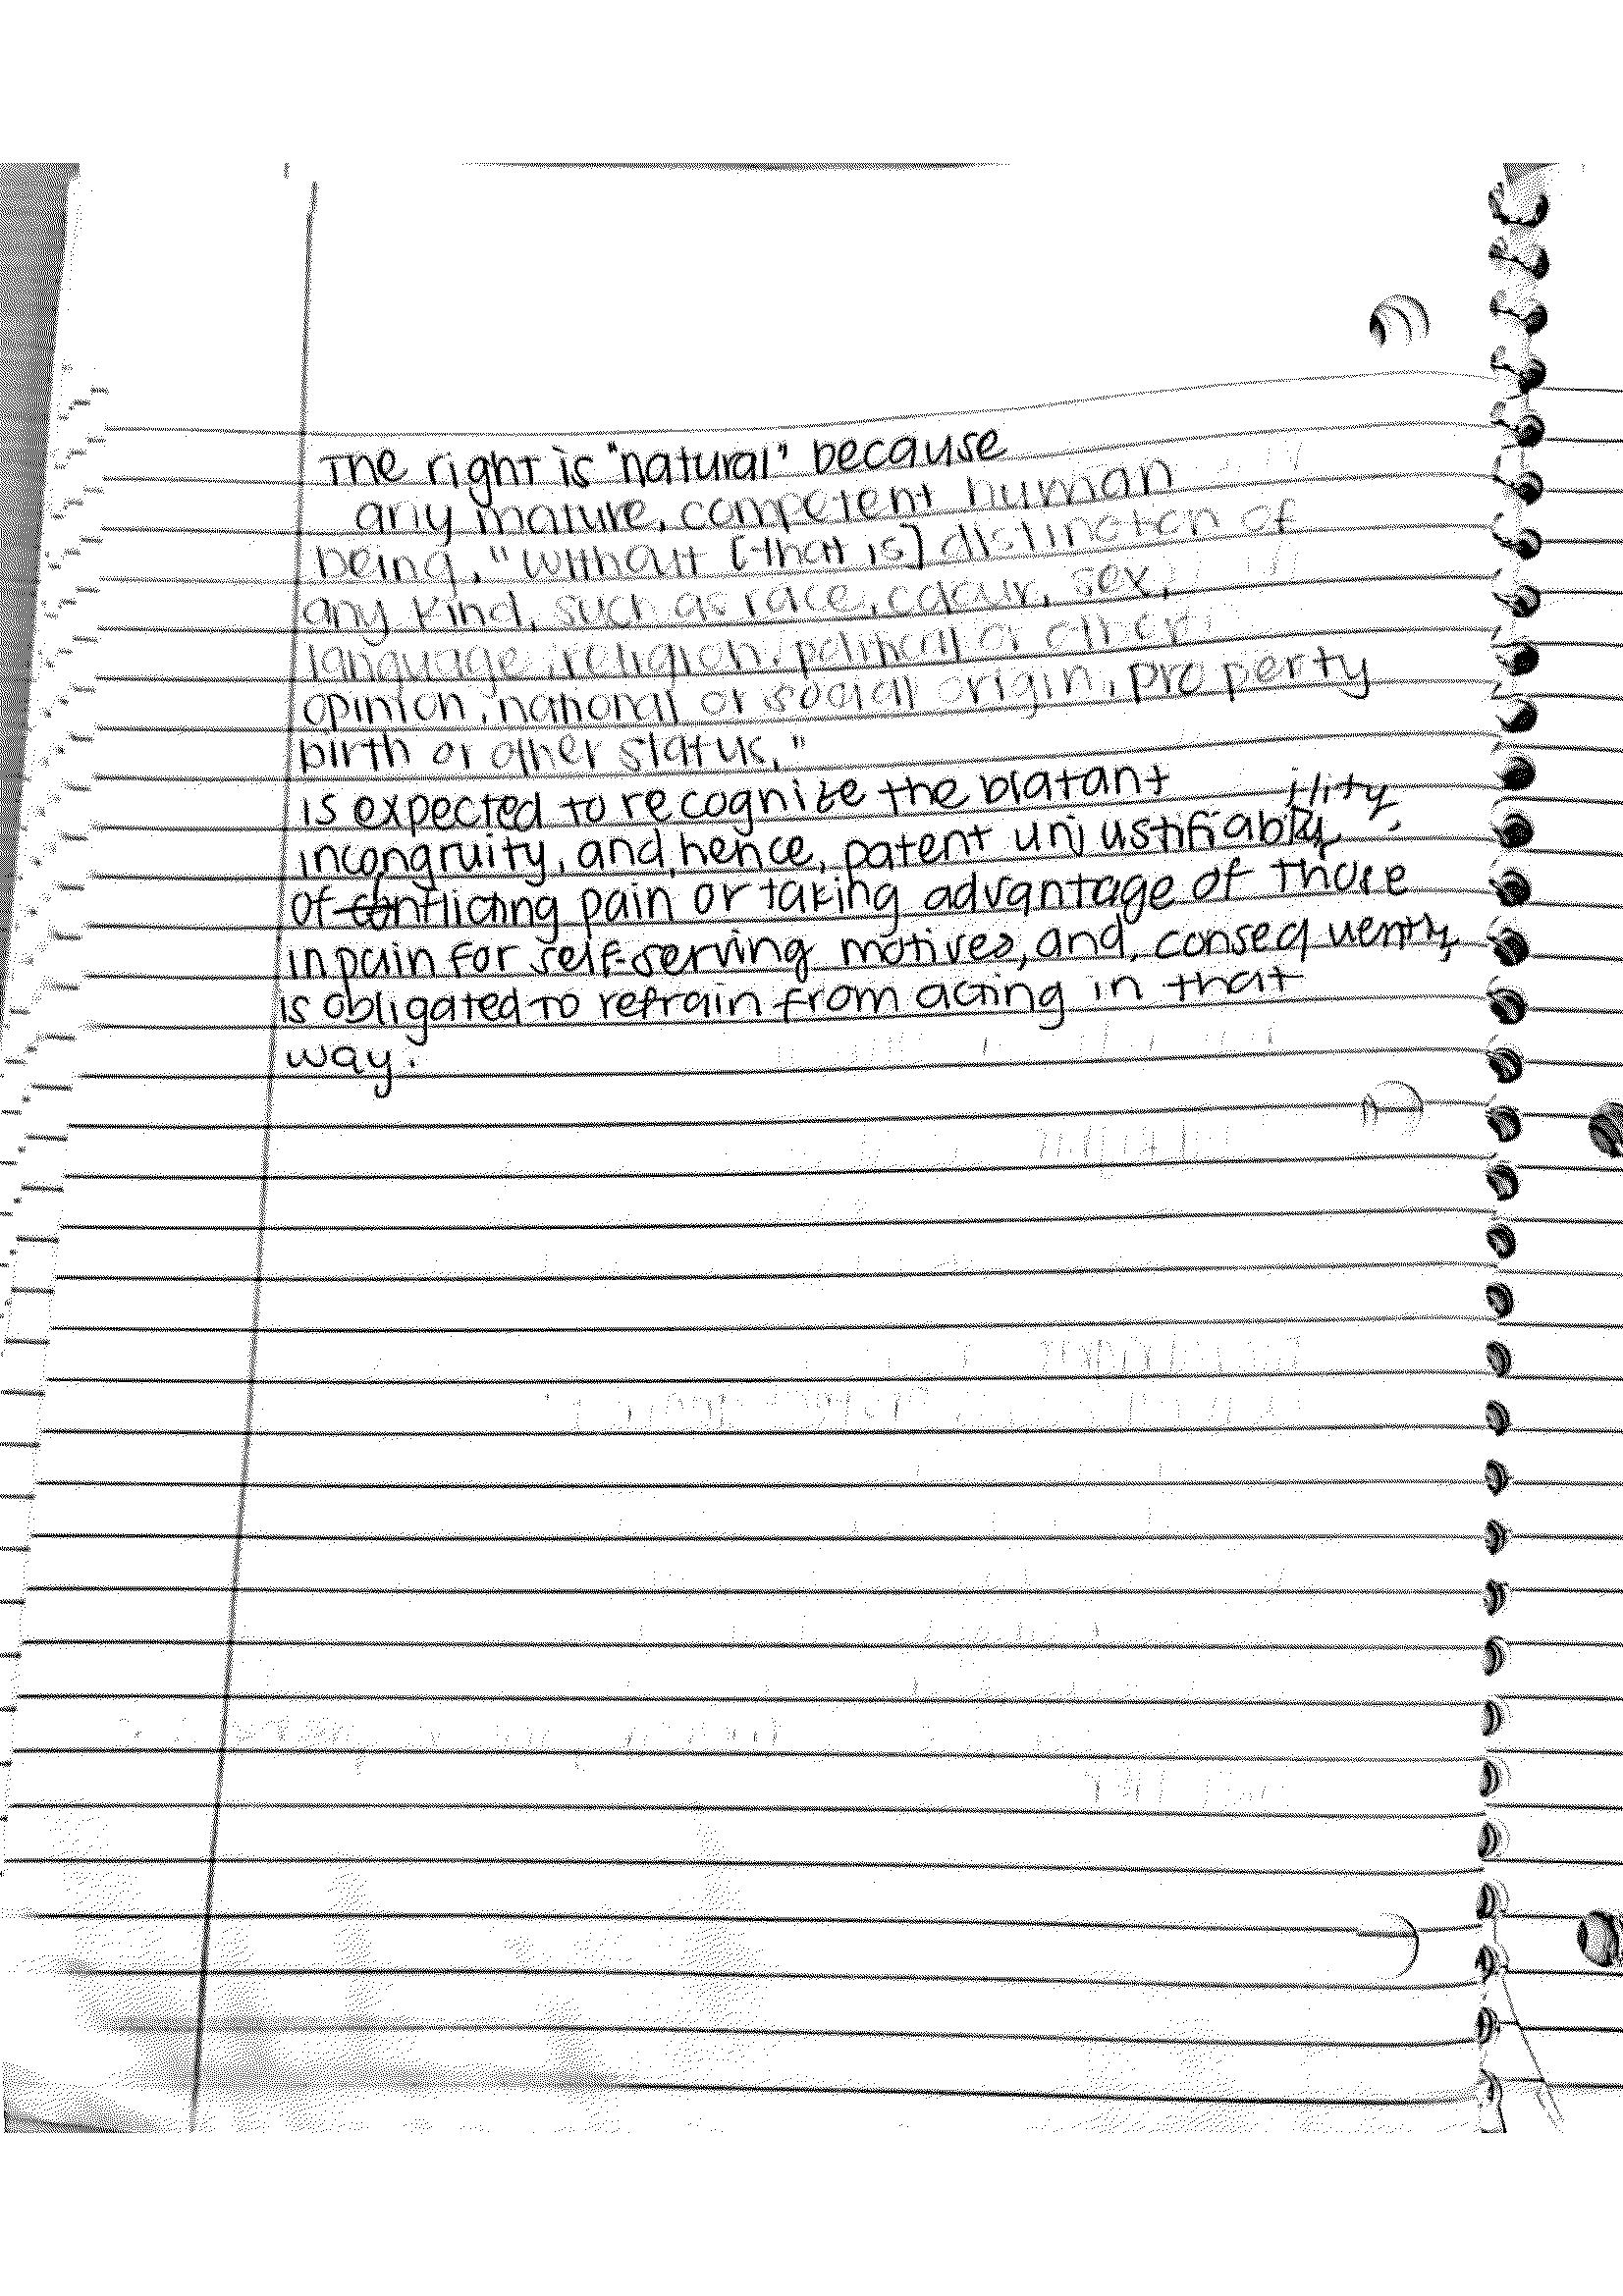 The right is "natural" because
any mature, competent human
being, "without [that is] distinction of
any kind, such as race, colour, sex,
language, religion, political or other
opinion, national or social origin, property
birth or other status,"
is expected to recognize the blatant
incongruity, and, hence, patent unjustifiability,
of inflicting pain or taking advantage of those
in pain for self-serving motives, and, consequently,
is obligated to refrain from acting in that
way.